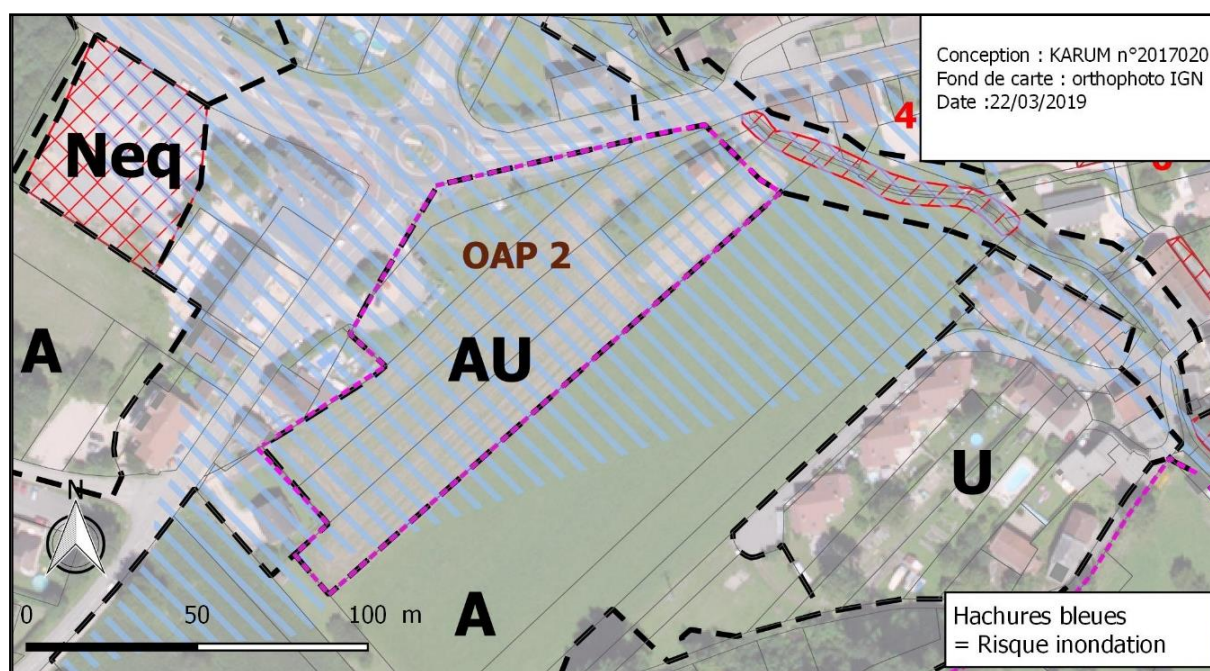 Conception : KARUM n°2017020
Fond de carte : orthophoto IGN
Date :22/03/2019
4
Neq
OAP 2
A
AU
U
N
0 50 100 m
A
Hachures bleues
= Risque inondation